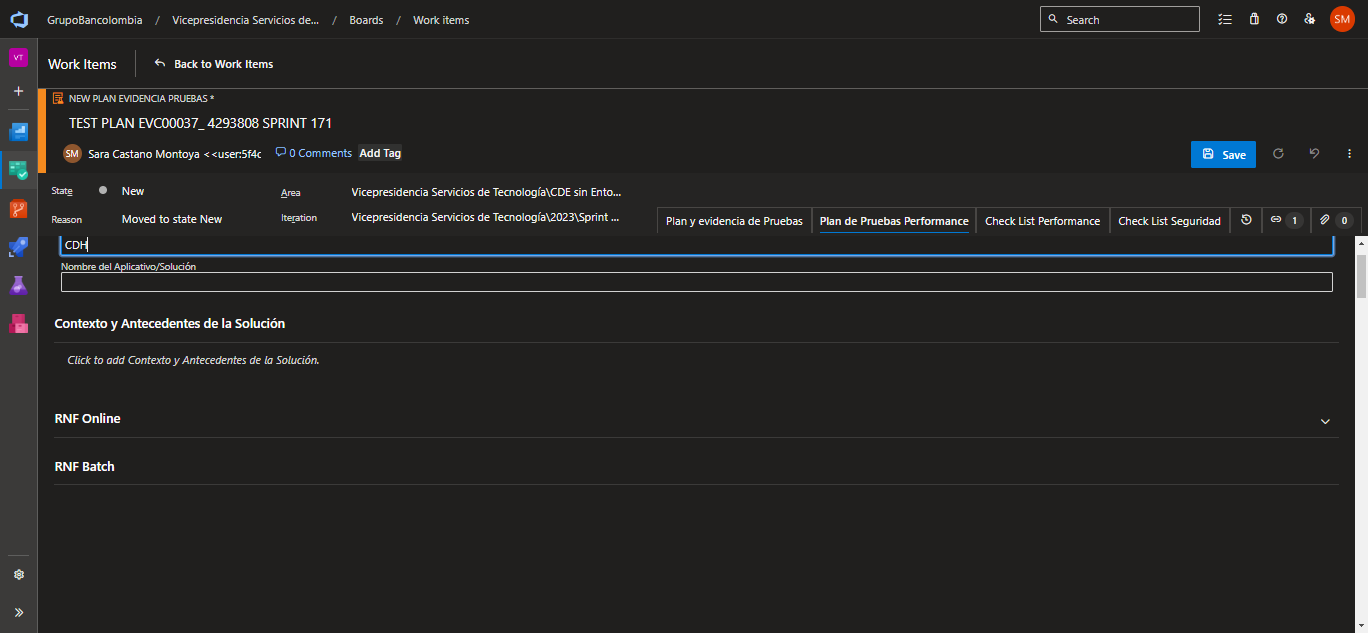 GrupoBancolombia / Vicepresidencia Servicios de... / Boards / Work items
Search
SM
VT
Work Items
Back to Work Items
NEW PLAN EVIDENCIA PRUEBAS *
TEST PLAN EVC00037_ 4293808 SPRINT 171
SM Sara Castano Montoya <<user:5f4c
0 Comments
Add Tag
Save
State
New
Area
Vicepresidencia Servicios de Tecnología\CDE sin Ento...
Reason
Moved to state New
Iteration
Vicepresidencia Servicios de Tecnología\2023\Sprint ...
Plan y evidencia de Pruebas
Plan de Pruebas Performance
Check List Performance
Check List Seguridad
1
0
CDH
Nombre del Aplicativo/Solución
Contexto y Antecedentes de la Solución
Click to add Contexto y Antecedentes de la Solución.
RNF Online
RNF Batch